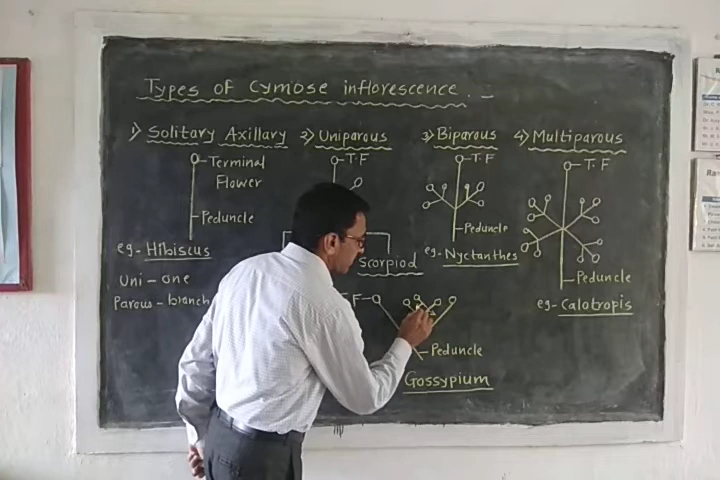 Types of Cymose inflorescence.
1) Solitary Axillary
Terminal
Flower
Peduncle
eg- Hibiscus
Uni - one
Parous - branch
2) Uniparous
T.F
Scorpiod
F
Peduncle
Gossypium
3) Biparous
T.F
Peduncle
eg- Nyctanthes
4) Multiparous
T.F
Peduncle
eg- Calotropis